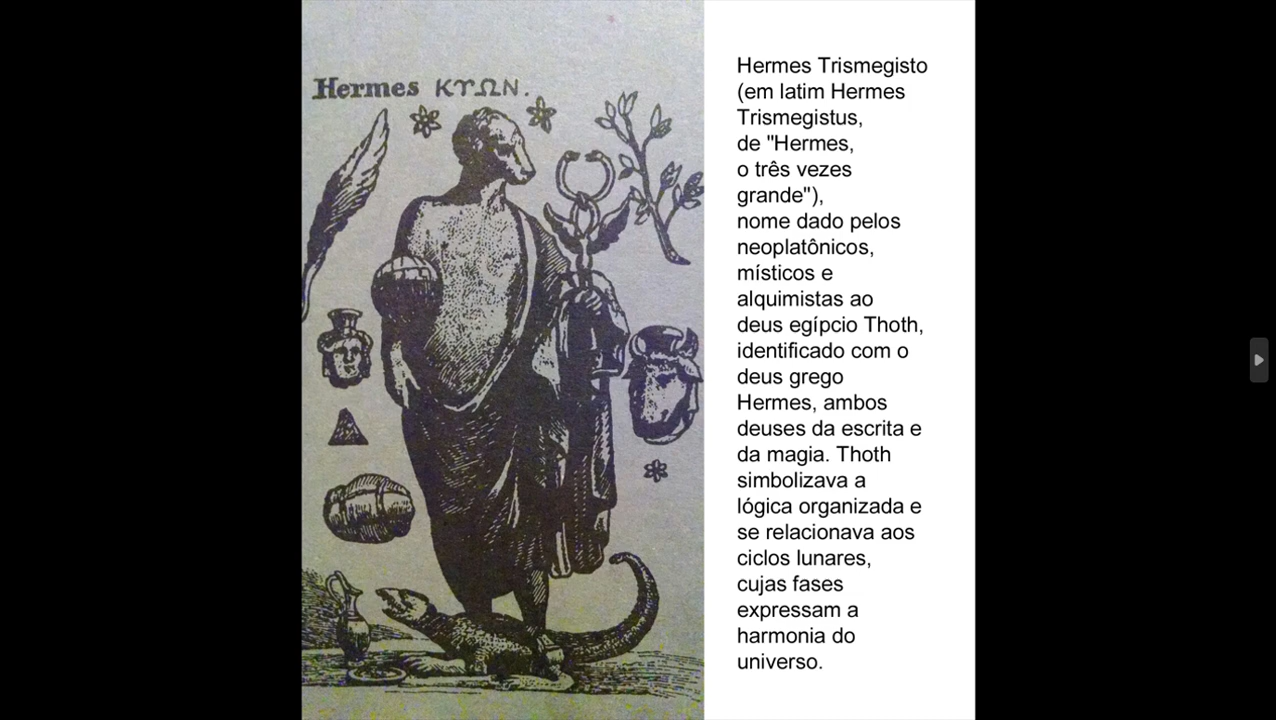 Hermes ΚΥΩΝ.
Hermes Trismegisto
(em latim Hermes
Trismegistus,
de "Hermes,
o três vezes
grande"),
nome dado pelos
neoplatônicos,
místicos e
alquimistas ao
deus egípcio Thoth,
identificado com o
deus grego
Hermes, ambos
deuses da escrita e
da magia. Thoth
simbolizava a
lógica organizada e
se relacionava aos
ciclos lunares,
cujas fases
expressam a
harmonia do
universo.